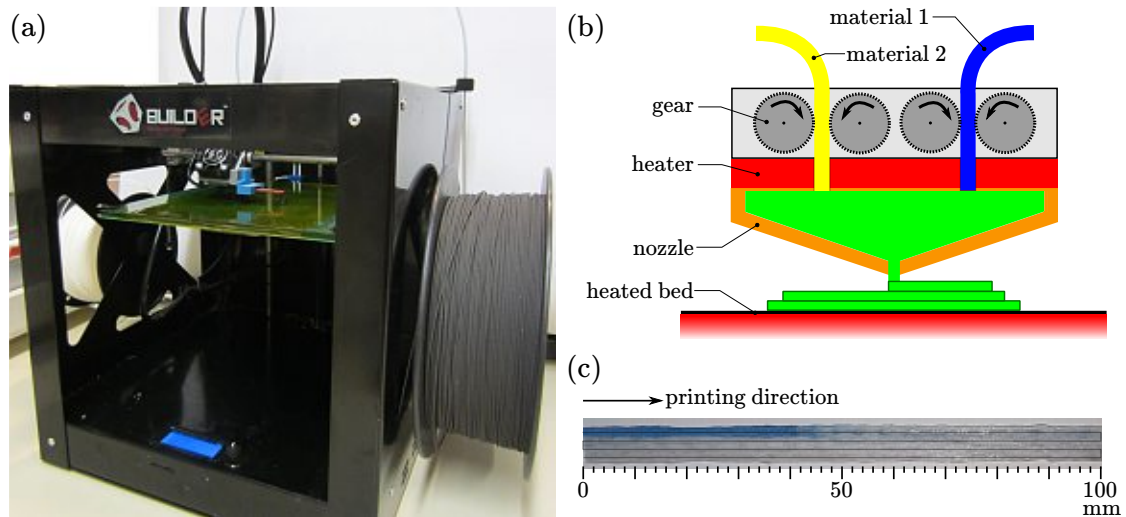 (a)
BUILDER
(b)
material 1
material 2
gear
heater
nozzle
heated bed
(c)
printing direction
0
50
100
mm